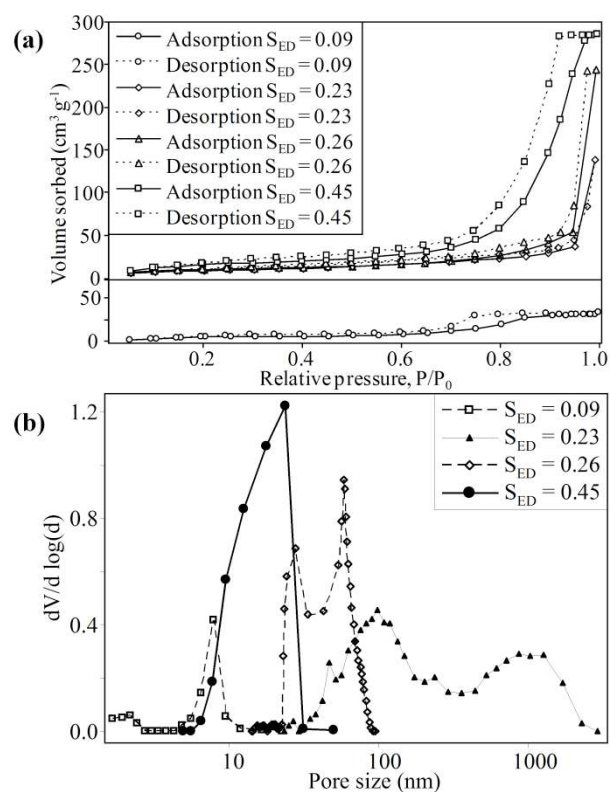 (a)
300
250
200
150
100
50
0
50
25
0
Volume sorbed (cm³ g⁻¹)
Adsorption S_ED = 0.09
Desorption S_ED = 0.09
Adsorption S_ED = 0.23
Desorption S_ED = 0.23
Adsorption S_ED = 0.26
Desorption S_ED = 0.26
Adsorption S_ED = 0.45
Desorption S_ED = 0.45
0.2 0.4 0.6 0.8 1.0
Relative pressure, P/P₀
(b)
1.2
0.8
0.4
0.0
dV/d log(d)
S_ED = 0.09
S_ED = 0.23
S_ED = 0.26
S_ED = 0.45
10 100 1000
Pore size (nm)